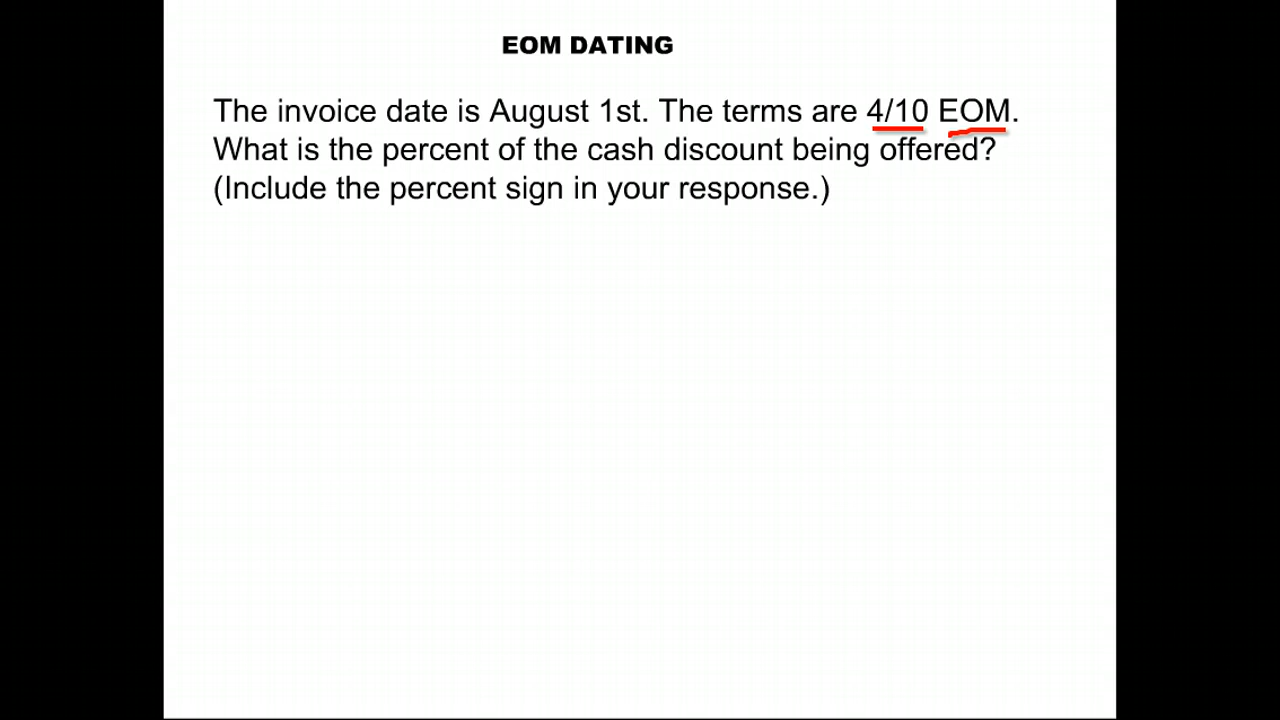 EOM DATING
The invoice date is August 1st. The terms are 4/10 EOM.
What is the percent of the cash discount being offered?
(Include the percent sign in your response.)